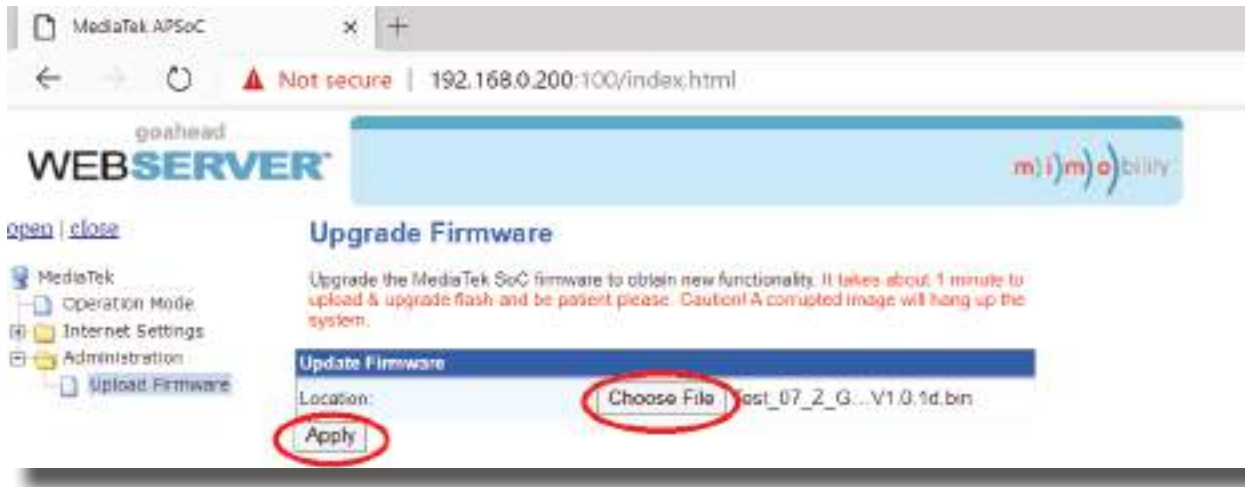 MediaTek APSoC
Not secure | 192.168.0.200:100/index.html
goahead
WEBSERVER
m)i)m)o)bility
open | close
MediaTek
Operation Mode
Internet Settings
Administration
Upload Firmware
Upgrade Firmware
Upgrade the MediaTek SoC firmware to obtain new functionality. It takes about 1 minute to
upload & upgrade flash and be patient please. Caution! A corrupted image will hang up the
system.
Update Firmware
Location:
Choose File
Test_07_Z_G...V1.0.1d.bin
Apply